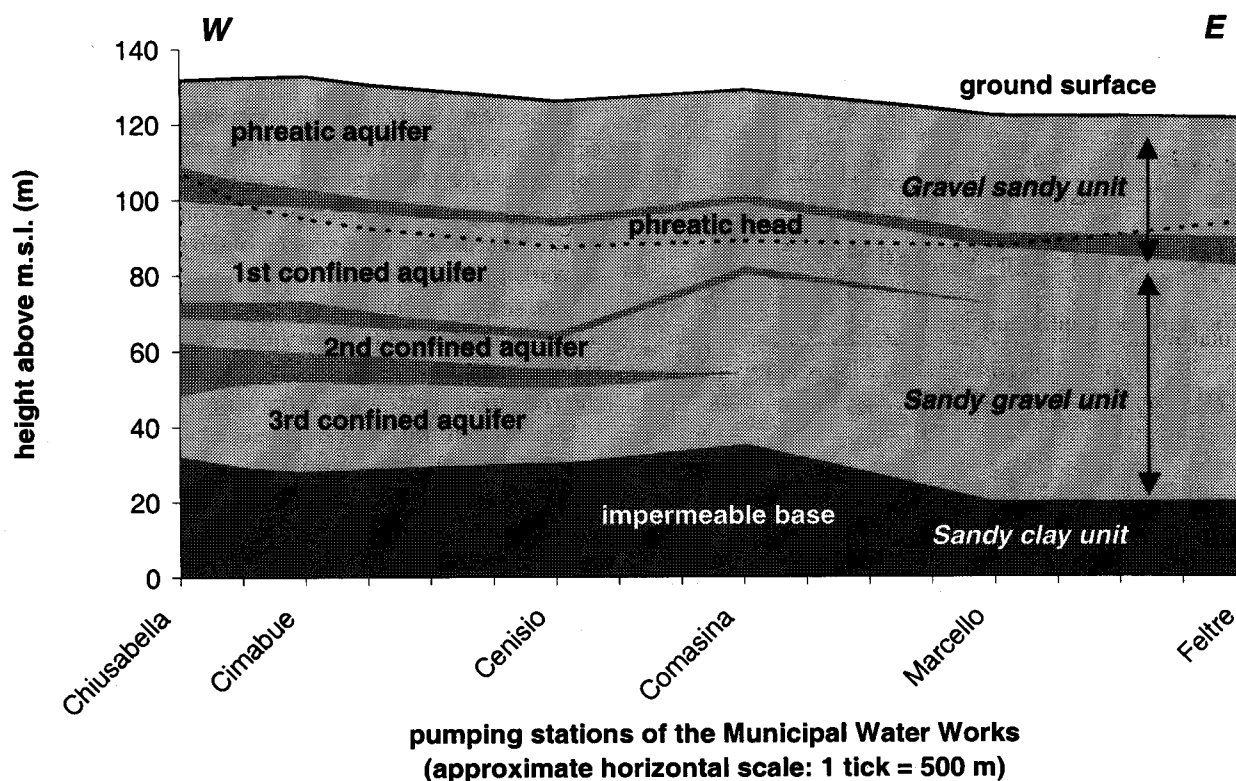 W
E
140
ground surface
120
phreatic aquifer
Gravel sandy unit
100
phreatic head
80
1st confined aquifer
60
2nd confined aquifer
Sandy gravel unit
40
3rd confined aquifer
20
impermeable base
Sandy clay unit
0
height above m.s.l. (m)
Chiusabella
Cimabue
Cenisio
Comasina
Marcello
Feltre
pumping stations of the Municipal Water Works
(approximate horizontal scale: 1 tick = 500 m)